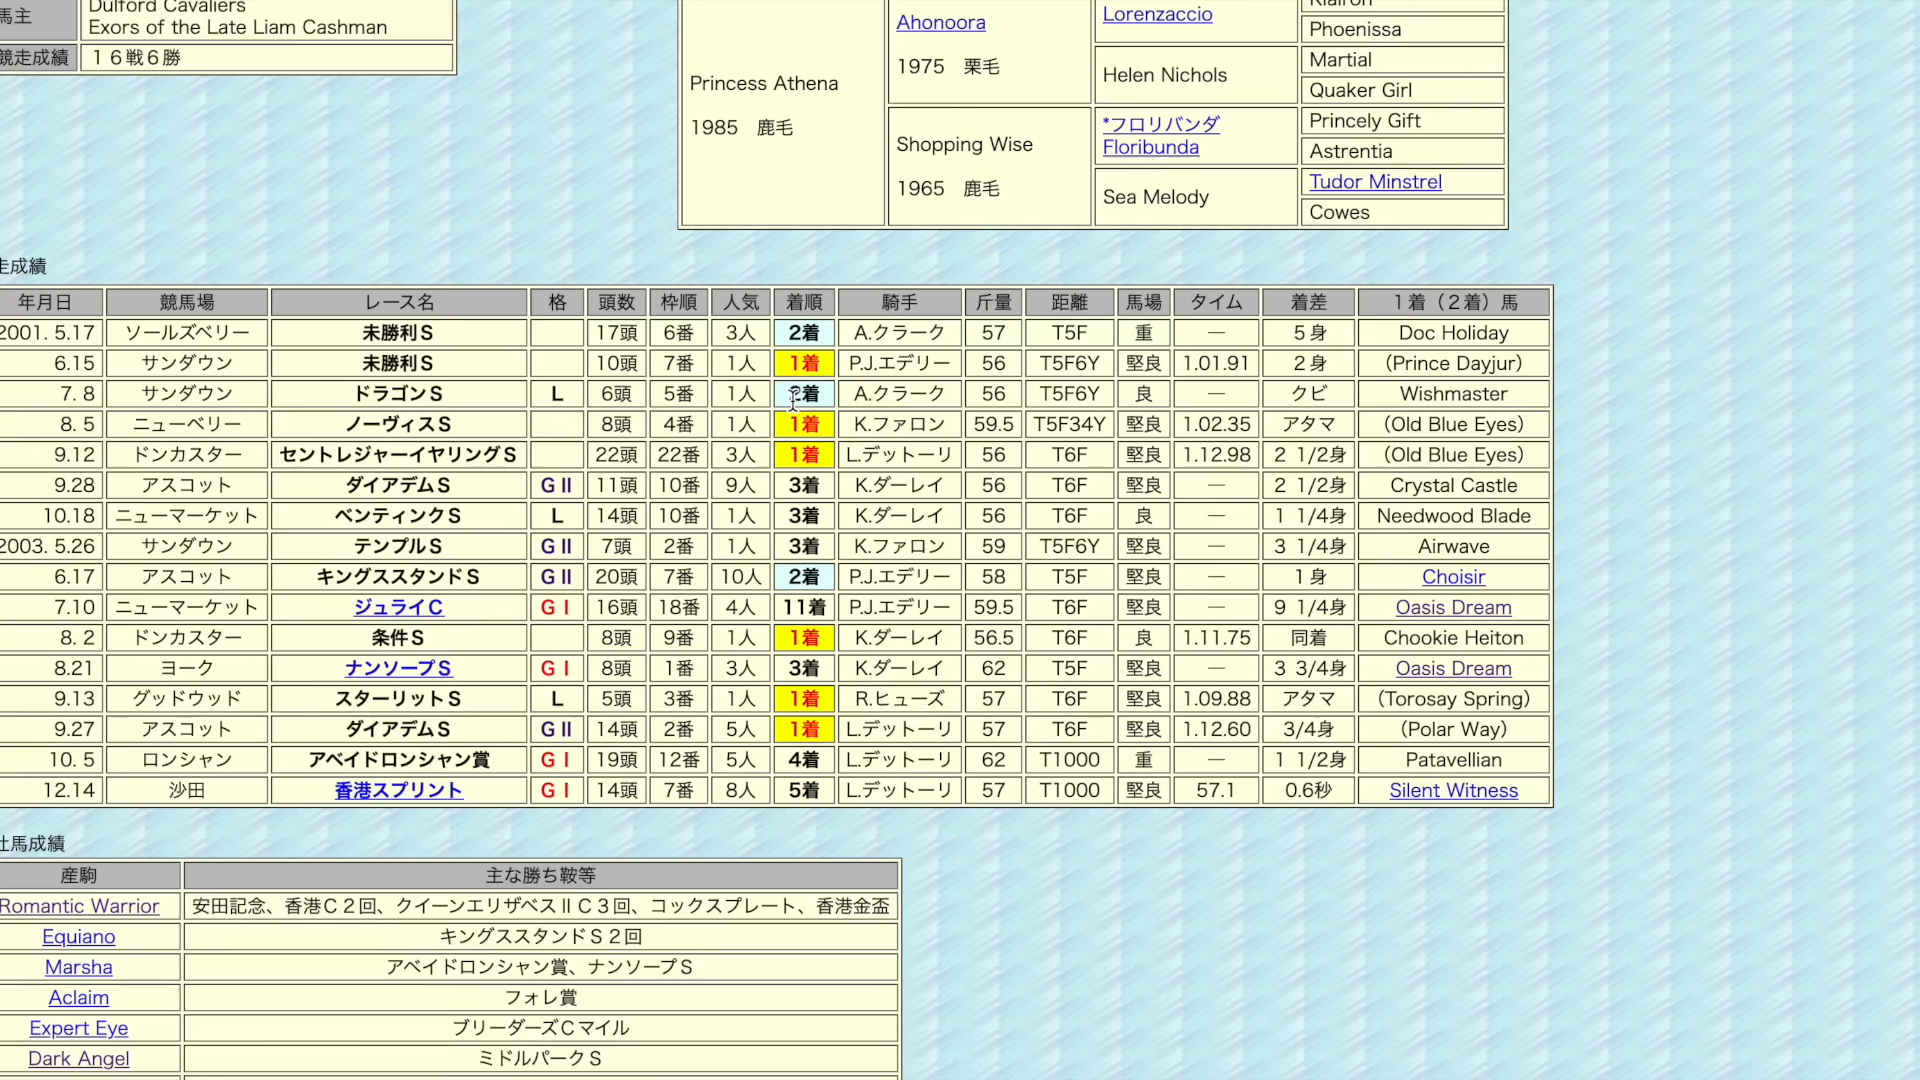 馬主 Dulford Cavaliers
Exors of the Late Liam Cashman
競走成績 １６戦６勝
Princess Athena
1985　鹿毛
Ahonoora
1975　栗毛
Lorenzaccio
Phoenissa
Helen Nichols
Martial
Quaker Girl
Shopping Wise
1965　鹿毛
*フロリバンダ
Floribunda
Princely Gift
Astrentia
Sea Melody
Tudor Minstrel
Cowes
走成績
年月日 競馬場 レース名 格 頭数 枠順 人気 着順 騎手 斤量 距離 馬場 タイム 着差 １着（２着）馬
2001. 5.17 ソールズベリー 未勝利Ｓ 17頭 6番 3人 2着 A.クラーク 57 T5F 重 ― ５身 Doc Holiday
6.15 サンダウン 未勝利Ｓ 10頭 7番 1人 1着 P.J.エデリー 56 T5F6Y 堅良 1.01.91 ２身 (Prince Dayjur)
7. 8 サンダウン ドラゴンＳ L 6頭 5番 1人 2着 A.クラーク 56 T5F6Y 良 ― クビ Wishmaster
8. 5 ニューベリー ノーヴィスＳ 8頭 4番 1人 1着 K.ファロン 59.5 T5F34Y 堅良 1.02.35 アタマ (Old Blue Eyes)
9.12 ドンカスター セントレジャーイヤリングＳ 22頭 22番 3人 1着 L.デットーリ 56 T6F 堅良 1.12.98 2 1/2身 (Old Blue Eyes)
9.28 アスコット ダイアデムＳ GⅡ 11頭 10番 9人 3着 K.ダーレイ 56 T6F 堅良 ― 2 1/2身 Crystal Castle
10.18 ニューマーケット ベンティンクＳ L 14頭 10番 1人 3着 K.ダーレイ 56 T6F 良 ― 1 1/4身 Needwood Blade
2003. 5.26 サンダウン テンプルＳ GⅡ 7頭 2番 1人 3着 K.ファロン 59 T5F6Y 堅良 ― 3 1/4身 Airwave
6.17 アスコット キングススタンドＳ GⅡ 20頭 7番 10人 2着 P.J.エデリー 58 T5F 堅良 ― １身 Choisir
7.10 ニューマーケット ジュライＣ GⅠ 16頭 18番 4人 11着 P.J.エデリー 59.5 T6F 堅良 ― 9 1/4身 Oasis Dream
8. 2 ドンカスター 条件Ｓ 8頭 9番 1人 1着 K.ダーレイ 56.5 T6F 良 1.11.75 同着 Chookie Heiton
8.21 ヨーク ナンソープＳ GⅠ 8頭 1番 3人 3着 K.ダーレイ 62 T5F 堅良 ― 3 3/4身 Oasis Dream
9.13 グッドウッド スターリットＳ L 5頭 3番 1人 1着 R.ヒューズ 57 T6F 堅良 1.09.88 アタマ (Torosay Spring)
9.27 アスコット ダイアデムＳ GⅡ 14頭 2番 5人 1着 L.デットーリ 57 T6F 堅良 1.12.60 3/4身 (Polar Way)
10. 5 ロンシャン アベイドロンシャン賞 GⅠ 19頭 12番 5人 4着 L.デットーリ 62 T1000 重 ― 1 1/2身 Patavellian
12.14 沙田 香港スプリント GⅠ 14頭 7番 8人 5着 L.デットーリ 57 T1000 堅良 57.1 0.6秒 Silent Witness
牡馬成績
産駒 主な勝ち鞍等
Romantic Warrior 安田記念、香港Ｃ２回、クイーンエリザベスⅡＣ３回、コックスプレート、香港金盃
Equiano キングススタンドＳ２回
Marsha アベイドロンシャン賞、ナンソープＳ
Aclaim フォレ賞
Expert Eye ブリーダーズＣマイル
Dark Angel ミドルパークＳ